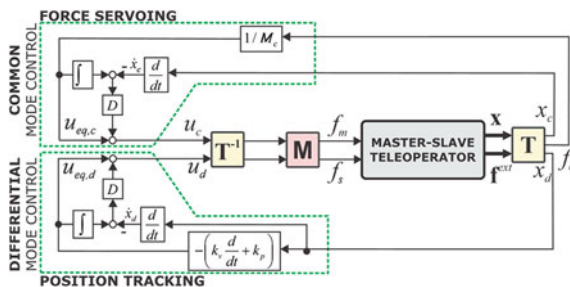 FORCE SERVOING
COMMON
MODE CONTROL
1/M_c
∫
- ẋ_c
d/dt
D
u_eq,c
u_c
T⁻¹
M
f_m
MASTER-SLAVE
TELEOPERATOR
x
T
x_c
u_eq,d
u_d
f_s
f^ext
x_d
DIFFERENTIAL
MODE CONTROL
D
∫
- ẋ_d
d/dt
-(k_v d/dt + k_p)
POSITION TRACKING